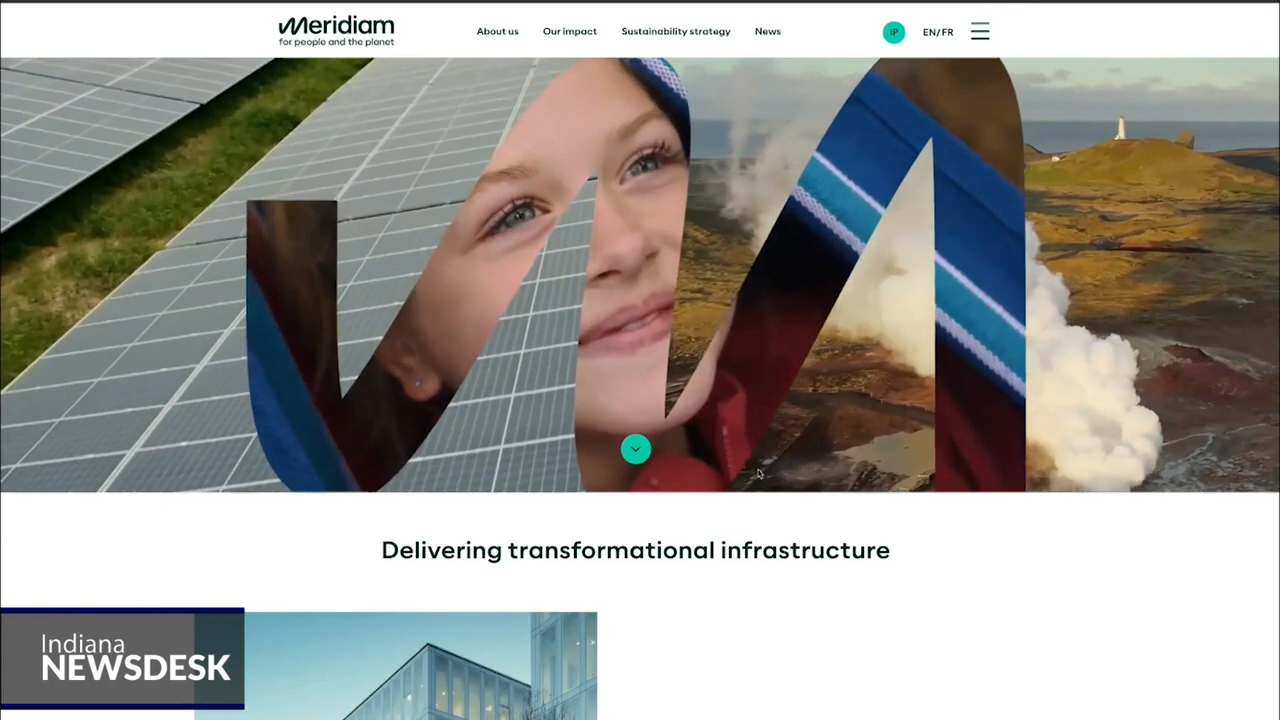 Meridiam
for people and the planet
About us
Our impact
Sustainability strategy
News
IP
EN/FR
Delivering transformational infrastructure
Indiana
NEWSDESK